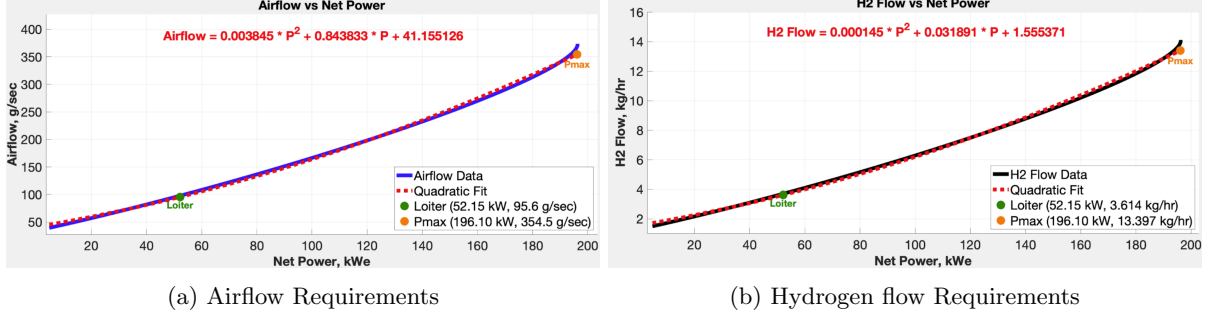 Airflow vs Net Power
Airflow = 0.003845 * P² + 0.843833 * P + 41.155126
400
350
300
250
200
150
100
50
Airflow, g/sec
Pmax
Loiter
Airflow Data
Quadratic Fit
Loiter (52.15 kW, 95.6 g/sec)
Pmax (196.10 kW, 354.5 g/sec)
20 40 60 80 100 120 140 160 180 200
Net Power, kWe
(a) Airflow Requirements
H2 Flow vs Net Power
H2 Flow = 0.000145 * P² + 0.031891 * P + 1.555371
16
14
12
10
8
6
4
2
H2 Flow, kg/hr
Pmax
Loiter
H2 Flow Data
Quadratic Fit
Loiter (52.15 kW, 3.614 kg/hr)
Pmax (196.10 kW, 13.397 kg/hr)
20 40 60 80 100 120 140 160 180 200
Net Power, kWe
(b) Hydrogen flow Requirements